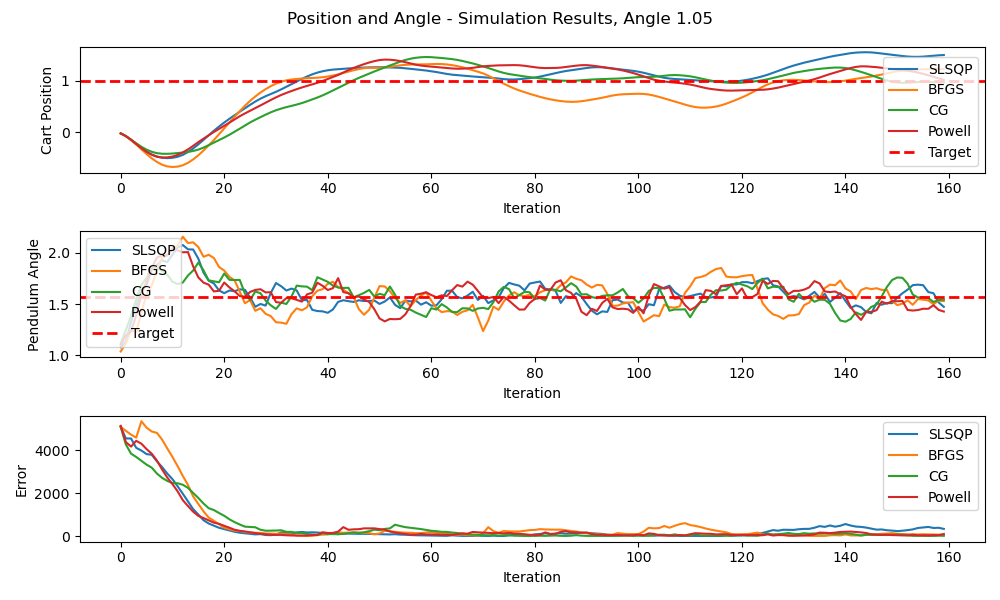 Position and Angle - Simulation Results, Angle 1.05
Cart Position
1
0
SLSQP
BFGS
CG
Powell
Target
0 20 40 60 80 100 120 140 160
Iteration
Pendulum Angle
2.0
1.5
1.0
SLSQP
BFGS
CG
Powell
Target
0 20 40 60 80 100 120 140 160
Iteration
Error
4000
2000
0
SLSQP
BFGS
CG
Powell
0 20 40 60 80 100 120 140 160
Iteration